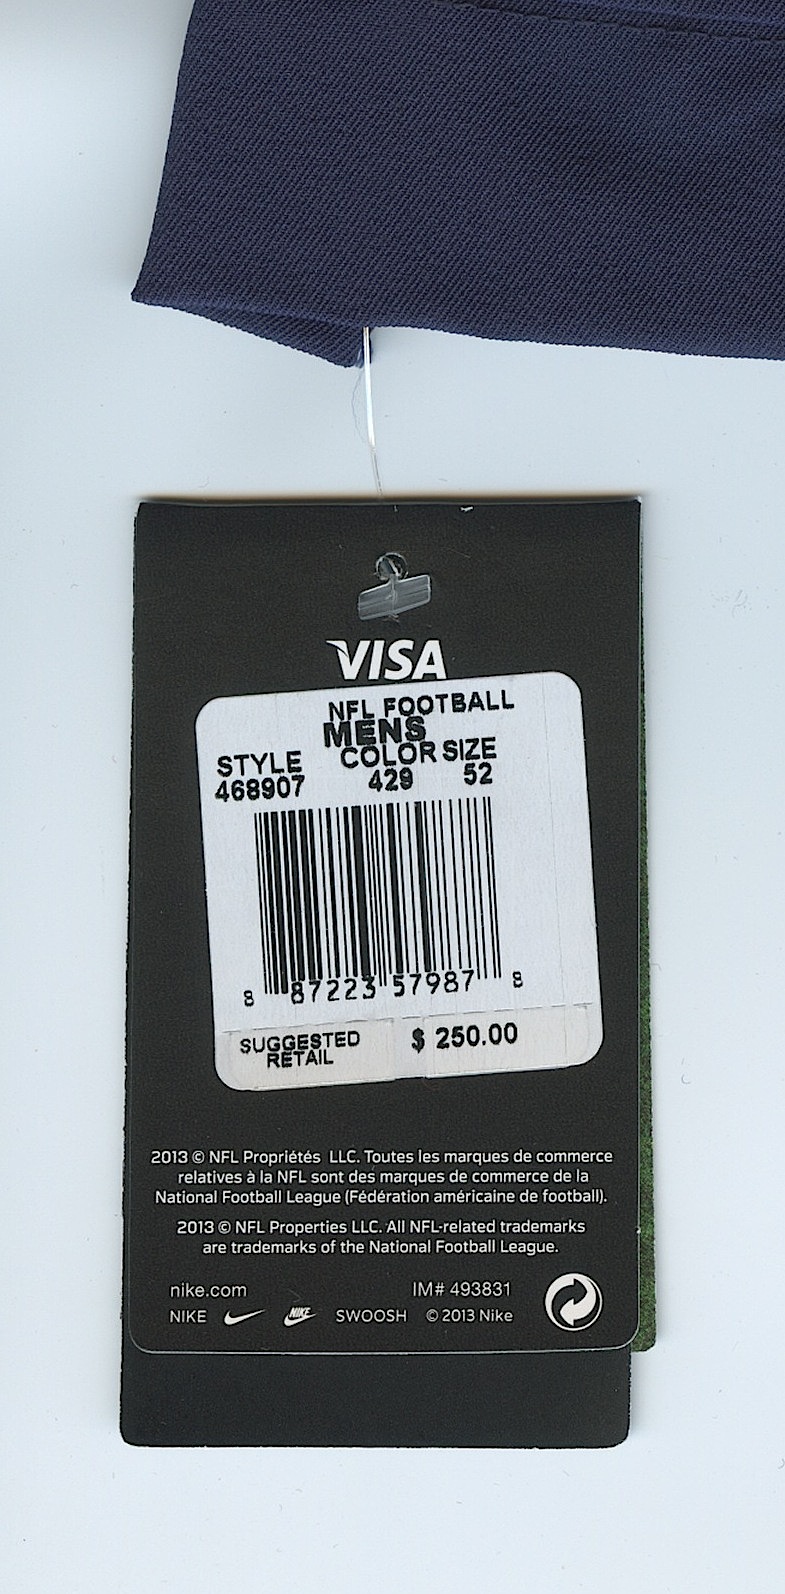 VISA
NFL FOOTBALL
MENS
STYLE COLOR SIZE
468907 429 52
8 87223 57987 8
SUGGESTED RETAIL $ 250.00
2013 © NFL Propriétés LLC. Toutes les marques de commerce
relatives à la NFL sont des marques de commerce de la
National Football League (Fédération américaine de football).
2013 © NFL Properties LLC. All NFL-related trademarks
are trademarks of the National Football League.
nike.com IM# 493831
NIKE NIKE SWOOSH © 2013 Nike